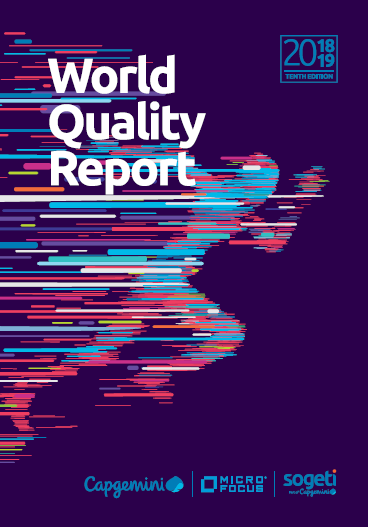 2018
19
TENTH EDITION
World
Quality
Report
Capgemini
MICRO
FOCUS
sogeti
Part of Capgemini